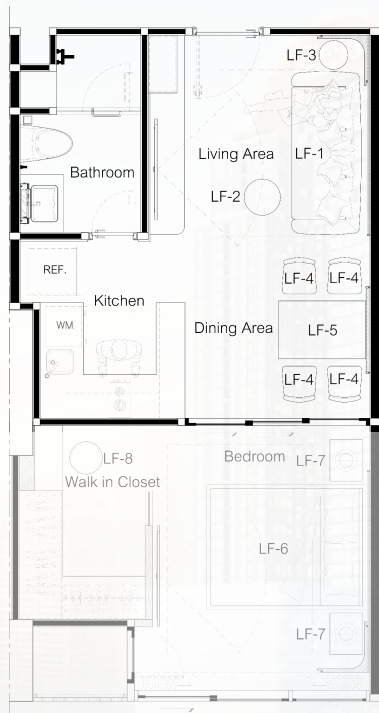 LF-3
Living Area
LF-1
Bathroom
LF-2
REF.
LF-4
LF-4
Kitchen
WM
Dining Area
LF-5
LF-4
LF-4
LF-8
Bedroom
LF-7
Walk in Closet
LF-6
LF-7